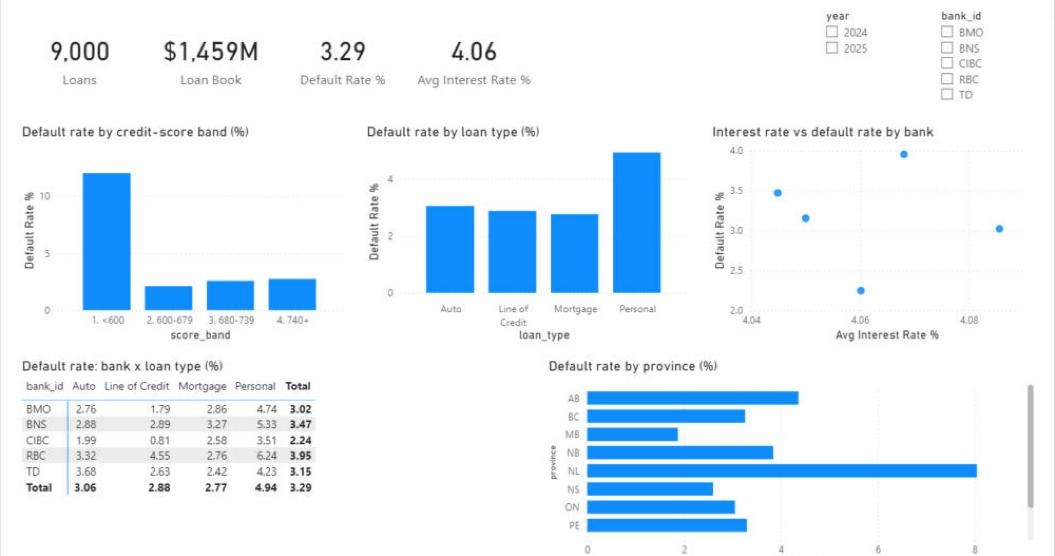 9,000
Loans
$1,459M
Loan Book
3.29
Default Rate %
4.06
Avg Interest Rate %
year
2024
2025
bank_id
BMO
BNS
CIBC
RBC
TD
Default rate by credit-score band (%)
Default Rate %
10
5
0
1. <600 2. 600-679 3. 680-739 4. 740+
score_band
Default rate by loan type (%)
Default Rate %
4
2
0
Auto Line of Credit Mortgage Personal
loan_type
Interest rate vs default rate by bank
Default Rate %
4.0
3.5
3.0
2.5
2.0
4.04 4.06 4.08
Avg Interest Rate %
Default rate: bank x loan type (%)
bank_id Auto Line of Credit Mortgage Personal Total
BMO 2.76 1.79 2.86 4.74 3.02
BNS 2.88 2.89 3.27 5.33 3.47
CIBC 1.99 0.81 2.58 3.51 2.24
RBC 3.32 4.55 2.76 6.24 3.95
TD 3.68 2.63 2.42 4.23 3.15
Total 3.06 2.88 2.77 4.94 3.29
Default rate by province (%)
province
AB
BC
MB
NB
NL
NS
ON
PE
0 2 4 6 8